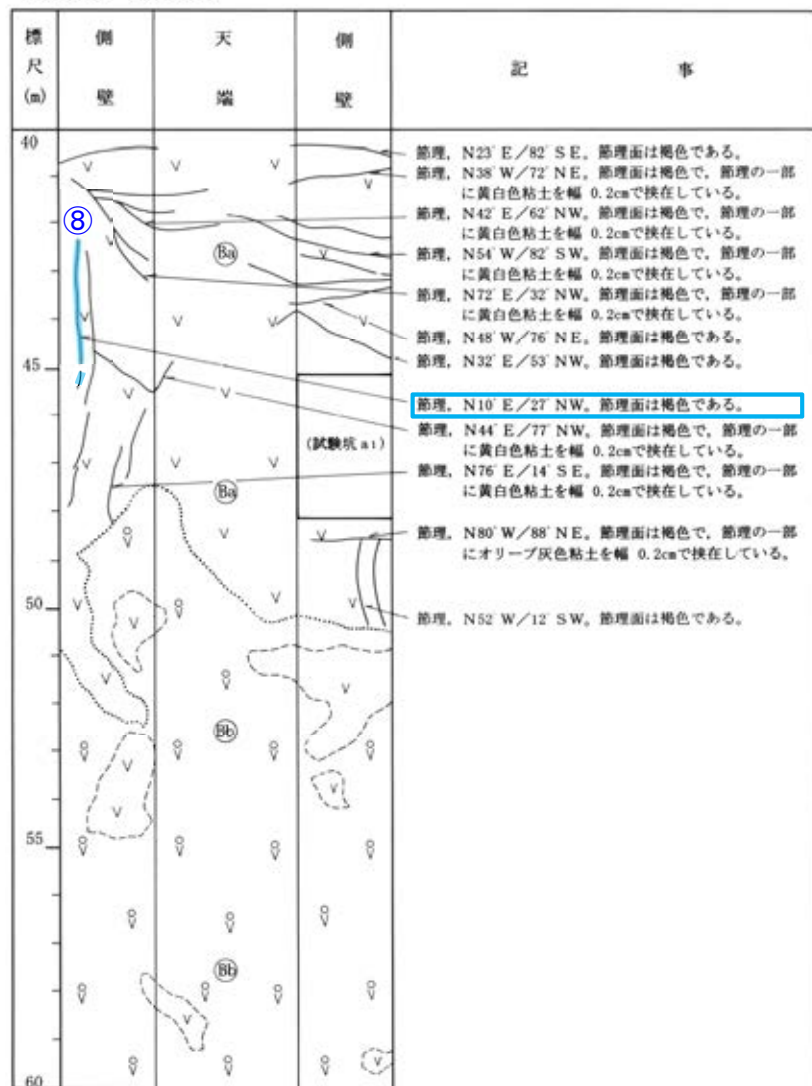 標尺(m)
側壁
天端
側壁
記事
40
45
50
55
60
⑧
Ba
Ba
Bb
Bb
(試験坑 a1)
節理, N23°E/82°SE。節理面は褐色である。
節理, N38°W/72°NE。節理面は褐色で, 節理の一部
に黄白色粘土を幅 0.2cmで挟在している。
節理, N42°E/62°NW。節理面は褐色で, 節理の一部
に黄白色粘土を幅 0.2cmで挟在している。
節理, N54°W/82°SW。節理面は褐色で, 節理の一部
に黄白色粘土を幅 0.2cmで挟在している。
節理, N72°E/32°NW。節理面は褐色で, 節理の一部
に黄白色粘土を幅 0.2cmで挟在している。
節理, N48°W/76°NE。節理面は褐色である。
節理, N32°E/53°NW。節理面は褐色である。
節理, N10°E/27°NW。節理面は褐色である。
節理, N44°E/77°NW。節理面は褐色で, 節理の一部
に黄白色粘土を幅 0.2cmで挟在している。
節理, N76°E/14°SE。節理面は褐色で, 節理の一部
に黄白色粘土を幅 0.2cmで挟在している。
節理, N80°W/88°NE。節理面は褐色で, 節理の一部
にオリーブ灰色粘土を幅 0.2cmで挟在している。
節理, N52°W/12°SW。節理面は褐色である。